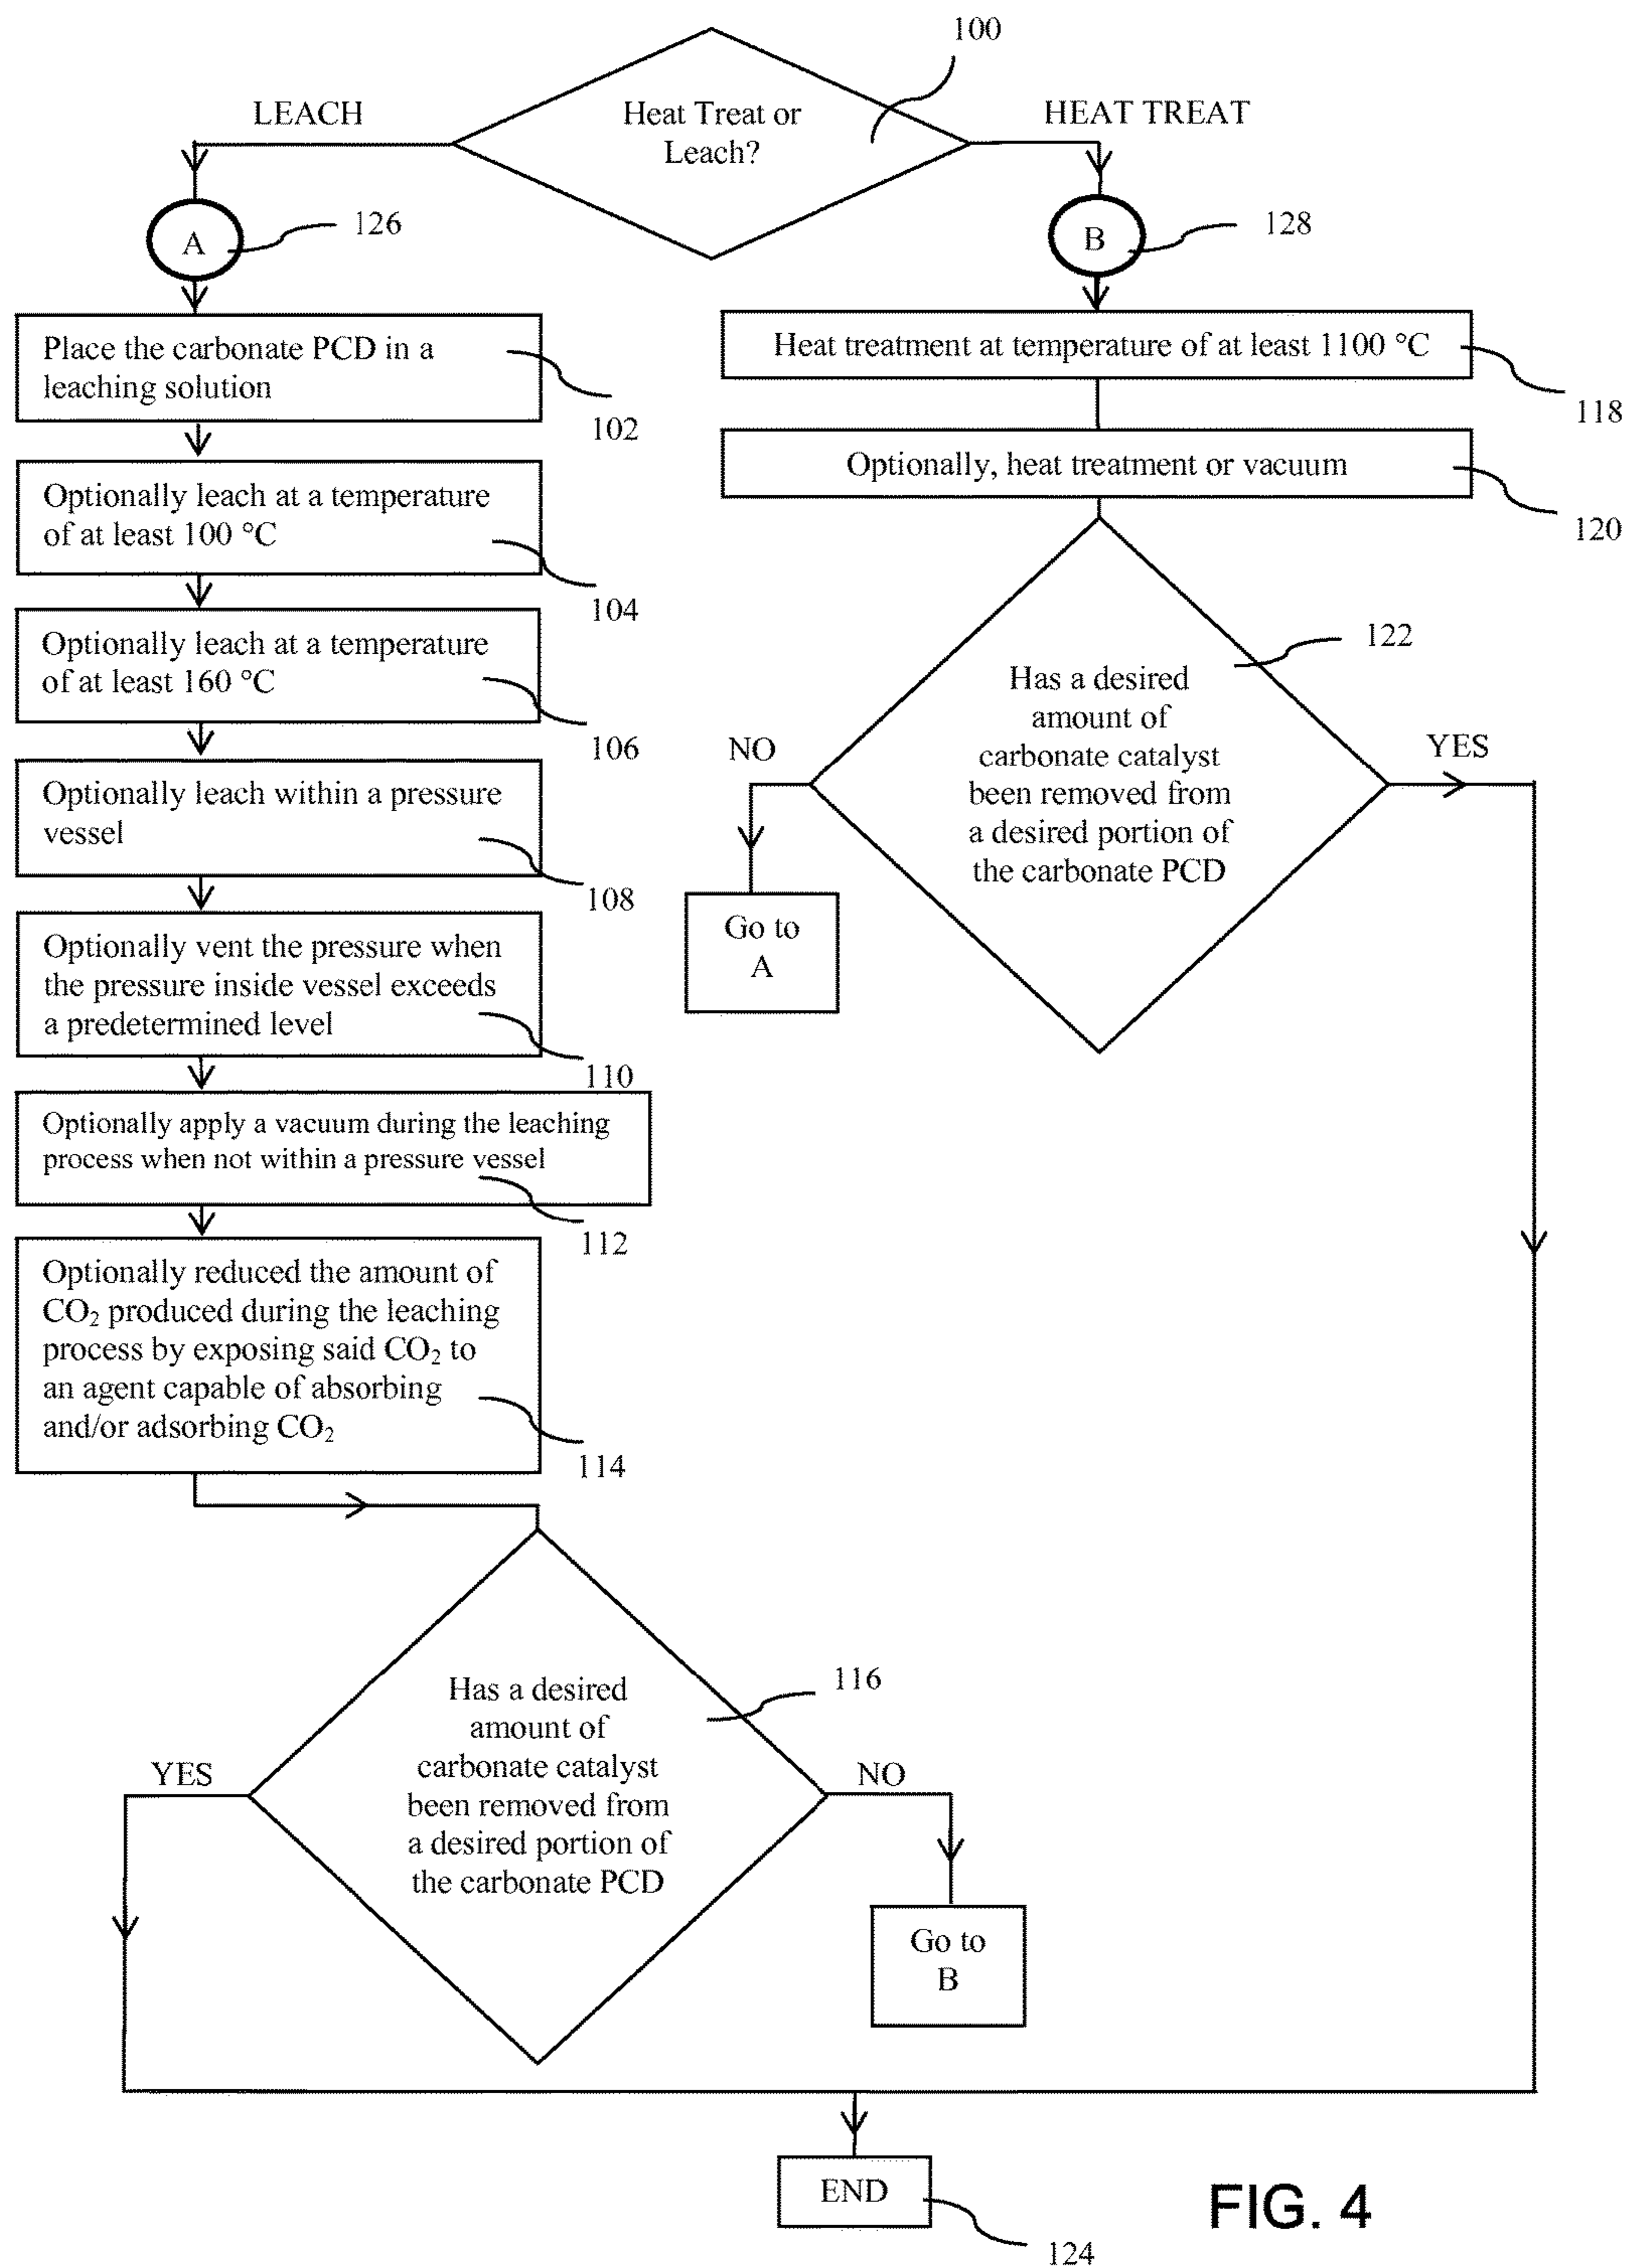 100
LEACH
Heat Treat or
Leach?
HEAT TREAT
A
126
B
128
Place the carbonate PCD in a
leaching solution
102
Optionally leach at a temperature
of at least 100 °C
104
Optionally leach at a temperature
of at least 160 °C
106
Optionally leach within a pressure
vessel
108
Optionally vent the pressure when
the pressure inside vessel exceeds
a predetermined level
110
Optionally apply a vacuum during the leaching
process when not within a pressure vessel
112
Optionally reduced the amount of
CO₂ produced during the leaching
process by exposing said CO₂ to
an agent capable of absorbing
and/or adsorbing CO₂
114
Heat treatment at temperature of at least 1100 °C
118
Optionally, heat treatment or vacuum
120
122
Has a desired
amount of
carbonate catalyst
been removed from
a desired portion of
the carbonate PCD
NO
YES
Go to
A
116
Has a desired
amount of
carbonate catalyst
been removed from
a desired portion of
the carbonate PCD
YES
NO
Go to
B
END
124
FIG. 4